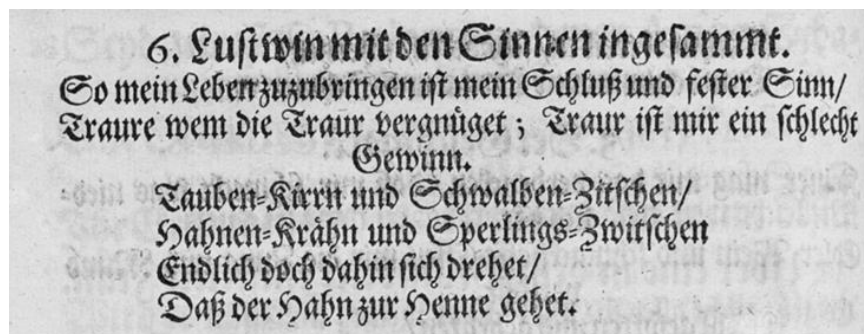 6. Lustwin mit den Sinnen ingesammt.
So mein Leben zuzubringen ist mein Schluß und fester Sinn/
Traure wem die Traur vergnüget; Traur ist mir ein schlecht
Gewinn.
Tauben-Kirrn und Schwalben-Zitschen/
Hahnen-Krähn und Sperlings-Zwitschen
Endlich doch dahin sich drehet/
Daß der Hahn zur Henne gehet.